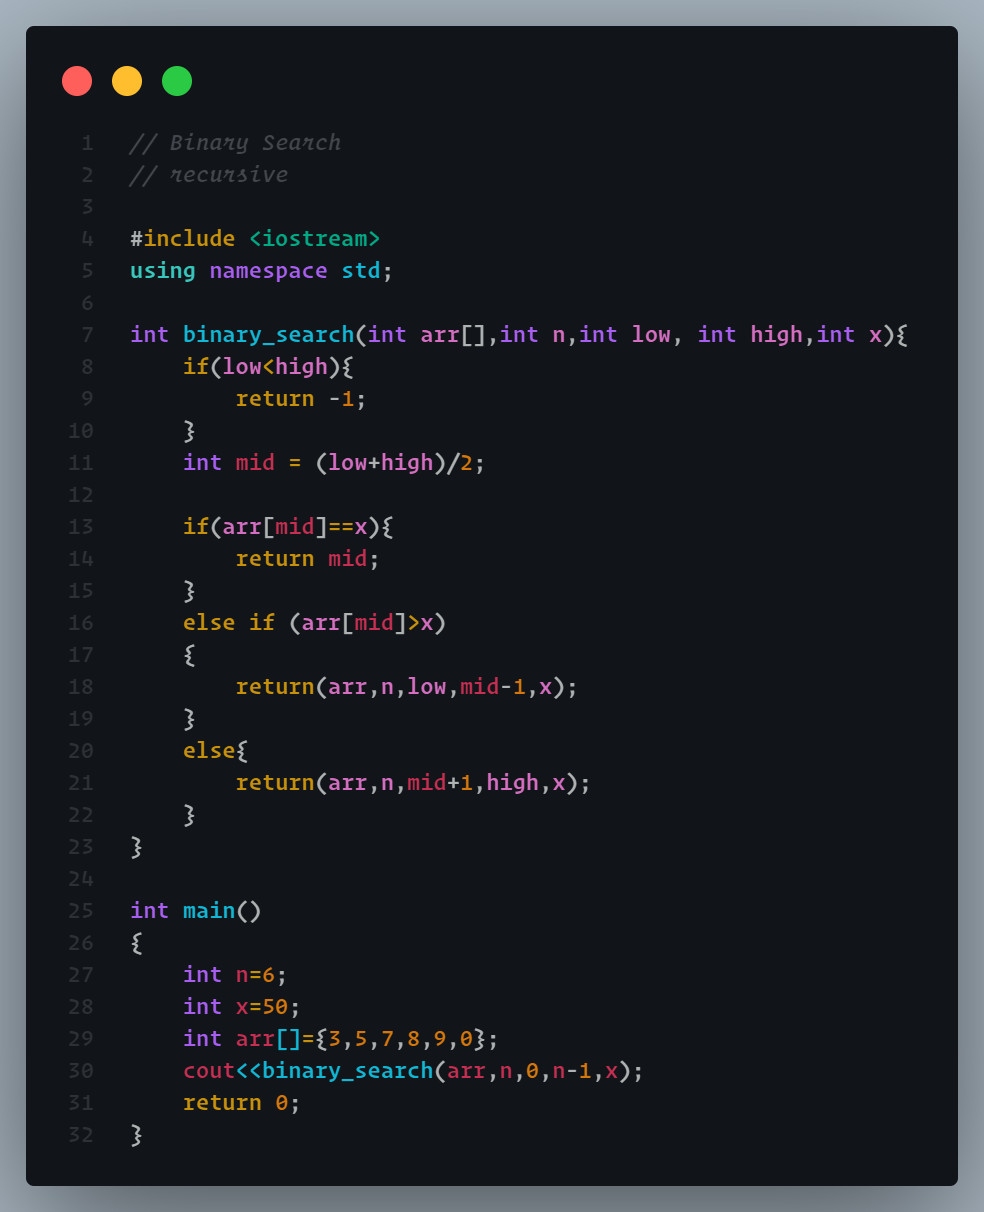 1 // Binary Search
2 // recursive
3
4 #include <iostream>
5 using namespace std;
6
7 int binary_search(int arr[],int n,int low, int high,int x){
8     if(low<high){
9         return -1;
10     }
11     int mid = (low+high)/2;
12
13     if(arr[mid]==x){
14         return mid;
15     }
16     else if (arr[mid]>x)
17     {
18         return(arr,n,low,mid-1,x);
19     }
20     else{
21         return(arr,n,mid+1,high,x);
22     }
23 }
24
25 int main()
26 {
27     int n=6;
28     int x=50;
29     int arr[]={3,5,7,8,9,0};
30     cout<<binary_search(arr,n,0,n-1,x);
31     return 0;
32 }